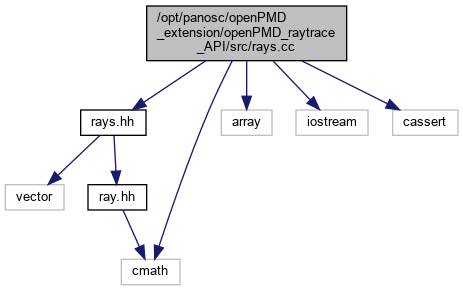 /opt/panosc/openPMD
_extension/openPMD_raytrace
_API/src/rays.cc
rays.hh
array
iostream
cassert
vector
ray.hh
cmath